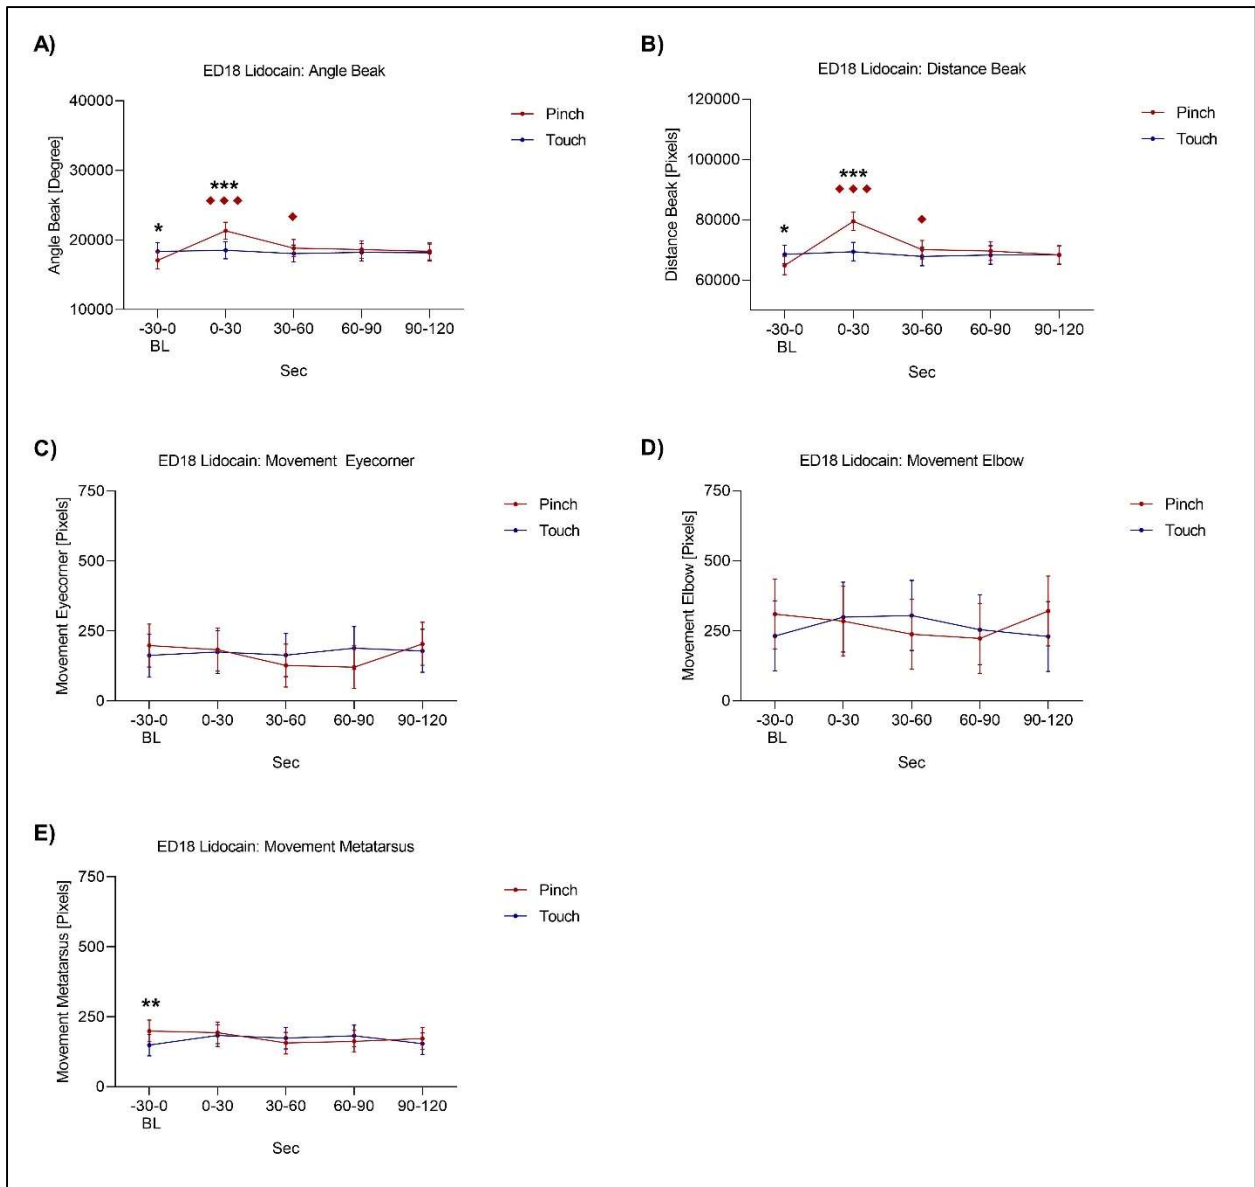 A)
ED18 Lidocain: Angle Beak
Angle Beak [Degree]
40000
30000
20000
10000
*
***
♦ ♦ ♦
♦
Pinch
Touch
-30-0 0-30 30-60 60-90 90-120
BL
Sec
B)
ED18 Lidocain: Distance Beak
Distance Beak [Pixels]
120000
100000
80000
60000
*
***
♦ ♦ ♦
♦
Pinch
Touch
-30-0 0-30 30-60 60-90 90-120
BL
Sec
C)
ED18 Lidocain: Movement Eyecorner
Movement Eyecorner [Pixels]
750
500
250
0
Pinch
Touch
-30-0 0-30 30-60 60-90 90-120
BL
Sec
D)
ED18 Lidocain: Movement Elbow
Movement Elbow [Pixels]
750
500
250
0
Pinch
Touch
-30-0 0-30 30-60 60-90 90-120
BL
Sec
E)
ED18 Lidocain: Movement Metatarsus
Movement Metatarsus [Pixels]
750
500
250
0
**
Pinch
Touch
-30-0 0-30 30-60 60-90 90-120
BL
Sec